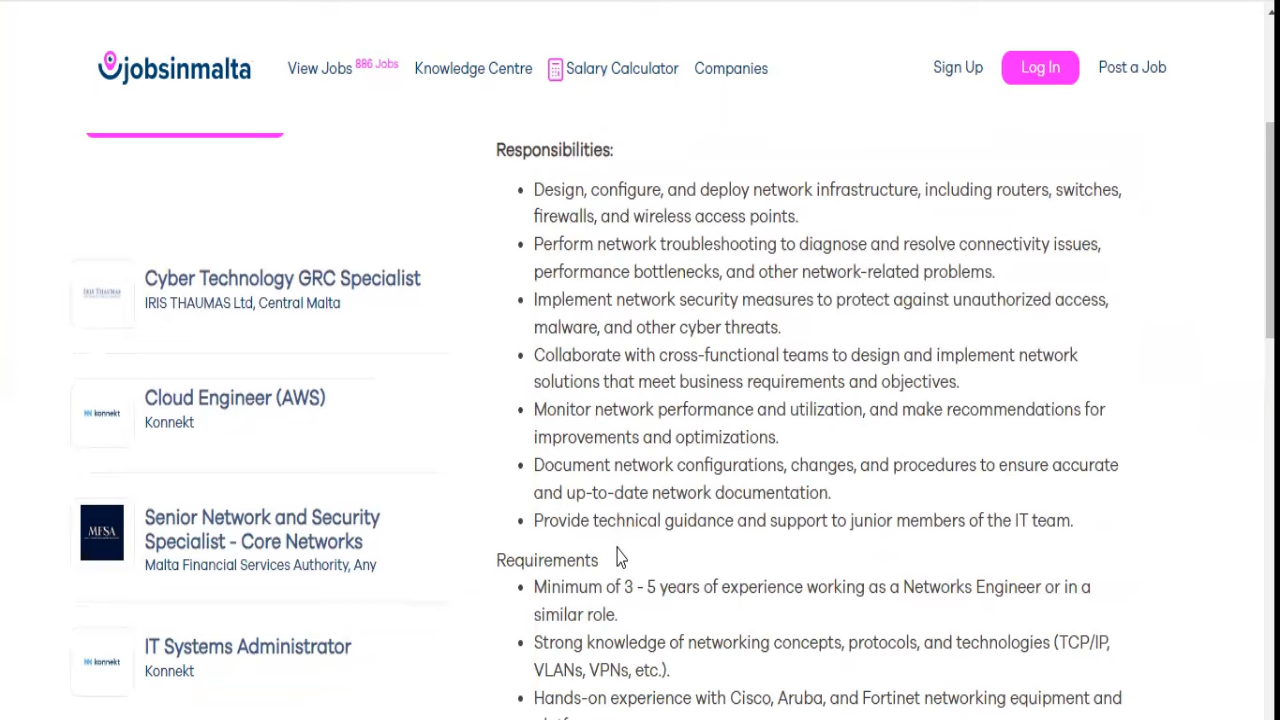 jobsinmalta
View Jobs 886 Jobs
Knowledge Centre
Salary Calculator
Companies
Sign Up
Log In
Post a Job
IRIS THAUMAS
Cyber Technology GRC Specialist
IRIS THAUMAS Ltd, Central Malta
konnekt
Cloud Engineer (AWS)
Konnekt
MFSA
Senior Network and Security
Specialist - Core Networks
Malta Financial Services Authority, Any
konnekt
IT Systems Administrator
Konnekt
Responsibilities:
• Design, configure, and deploy network infrastructure, including routers, switches,
firewalls, and wireless access points.
• Perform network troubleshooting to diagnose and resolve connectivity issues,
performance bottlenecks, and other network-related problems.
• Implement network security measures to protect against unauthorized access,
malware, and other cyber threats.
• Collaborate with cross-functional teams to design and implement network
solutions that meet business requirements and objectives.
• Monitor network performance and utilization, and make recommendations for
improvements and optimizations.
• Document network configurations, changes, and procedures to ensure accurate
and up-to-date network documentation.
• Provide technical guidance and support to junior members of the IT team.
Requirements
• Minimum of 3 - 5 years of experience working as a Networks Engineer or in a
similar role.
• Strong knowledge of networking concepts, protocols, and technologies (TCP/IP,
VLANs, VPNs, etc.).
• Hands-on experience with Cisco, Aruba, and Fortinet networking equipment and